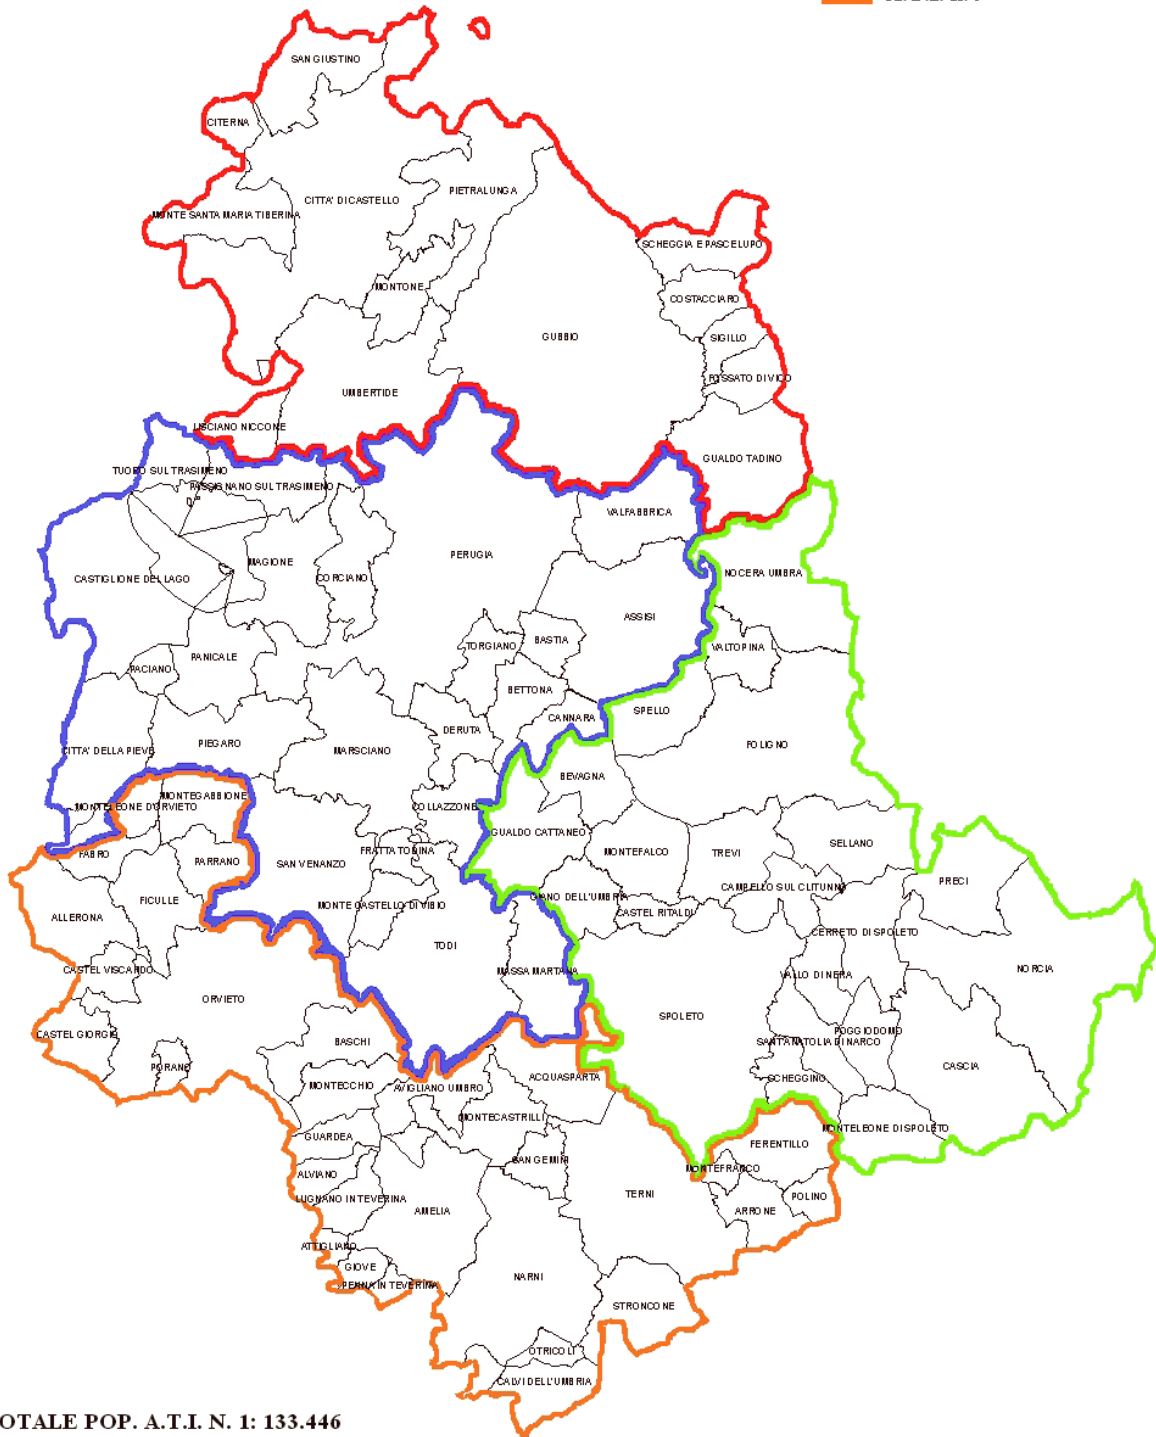 SAN GIUSTINO
CITERNA
CITTA' DI CASTELLO
PIETRALUNGA
MONTE SANTA MARIA TIBERINA
SCHEGGIA E PASCELUPO
MONTONE
COSTACCIARO
GUBBIO
SIGILLO
FOSSATO DI VICO
UMBERTIDE
LISCIANO NICCONE
GUALDO TADINO
TUORO SUL TRASIMENO
PASSIGNANO SUL TRASIMENO
VALFABBRICA
PERUGIA
MAGIONE
CORCIANO
CASTIGLIONE DEL LAGO
NOCERA UMBRA
ASSISI
BASTIA
TORGIANO
VALTOPINA
PANICALE
PACIANO
BETTONA
SPELLO
CANNARA
DERUTA
PIEGARO
CITTA' DELLA PIEVE
MARSCIANO
FOLIGNO
BEVAGNA
MONTEGABBIONE
MONTELEONE D'ORVIETO
COLLAZZONE
GUALDO CATTANEO
SELLANO
FABRO
PARRANO
SAN VENANZO
FRATTA TODINA
MONTEFALCO
TREVI
PRECI
CAMPELLO SUL CLITUNNO
FICULLE
GIANO DELL'UMBRIA
MONTE CASTELLO DI VIBIO
CASTEL RITALDI
ALLERONA
CERRETO DI SPOLETO
TODI
CASTEL VISCARDO
MASSA MARTANA
VALLO DI NERA
NORCIA
ORVIETO
SPOLETO
CASTEL GIORGIO
POGGIODOMO
BASCHI
SANT'ANATOLIA DI NARCO
PORANO
CASCIA
ACQUASPARTA
SCHEGGINO
MONTECCHIO
AVIGLIANO UMBRO
MONTECASTRILLI
MONTELEONE DI SPOLETO
GUARDEA
FERENTILLO
SAN GEMINI
MONTEFRANCO
ALVIANO
LUGNANO IN TEVERINA
TERNI
POLINO
AMELIA
ARRONE
ATTIGLIANO
GIOVE
NARNI
PENNA IN TEVERINA
STRONCONE
OTRICOLI
CALVI DELL'UMBRIA
OTALE POP. A.T.I. N. 1: 133.446